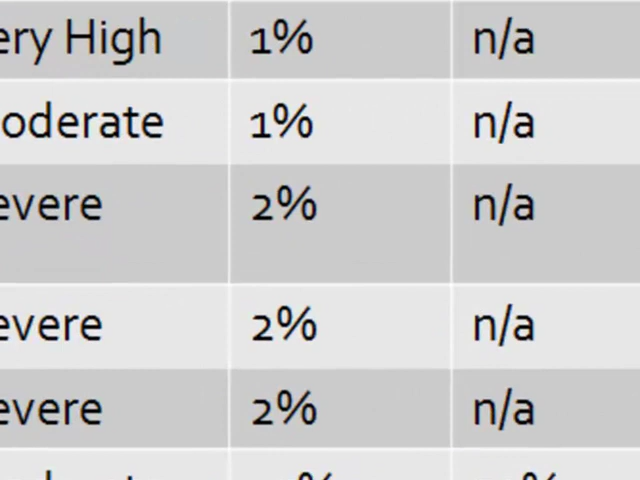 ery High 1% n/a
oderate 1% n/a
evere 2% n/a
evere 2% n/a
evere 2% n/a